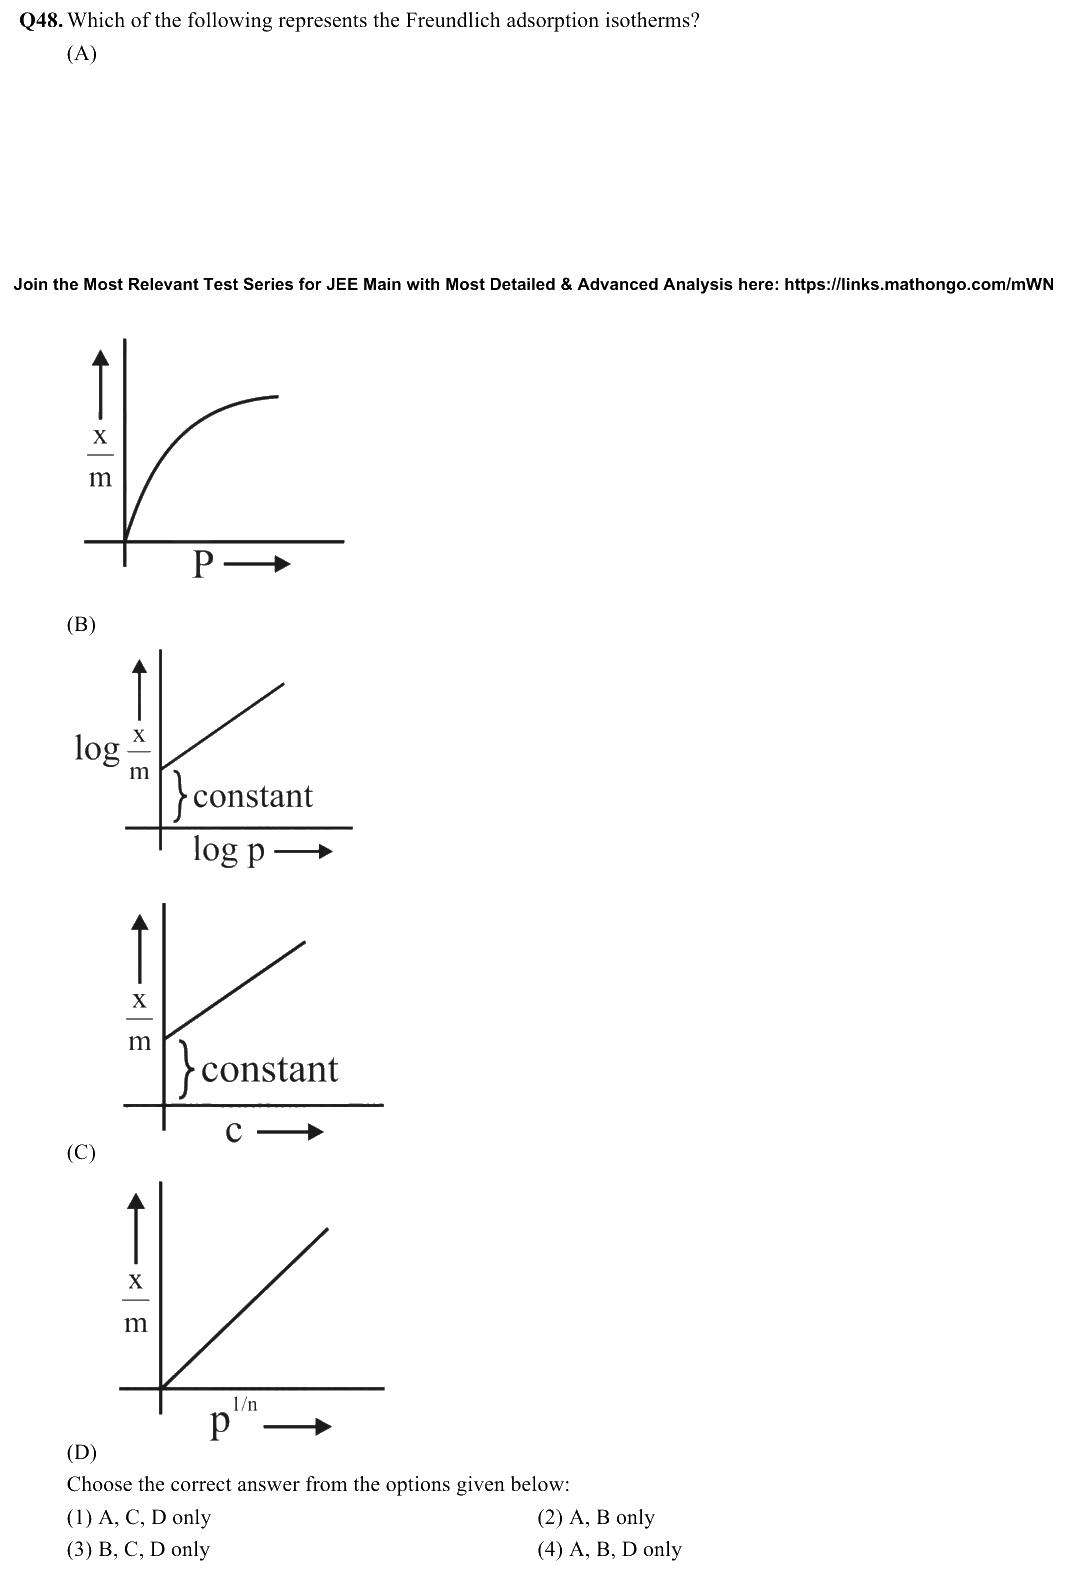 Q48. Which of the following represents the Freundlich adsorption isotherms?
(A)
Join the Most Relevant Test Series for JEE Main with Most Detailed & Advanced Analysis here: https://links.mathongo.com/mWN
x
m
P
(B)
log x
m
constant
log p
x
m
constant
c
(C)
x
m
p 1/n
(D)
Choose the correct answer from the options given below:
(1) A, C, D only (2) A, B only
(3) B, C, D only (4) A, B, D only